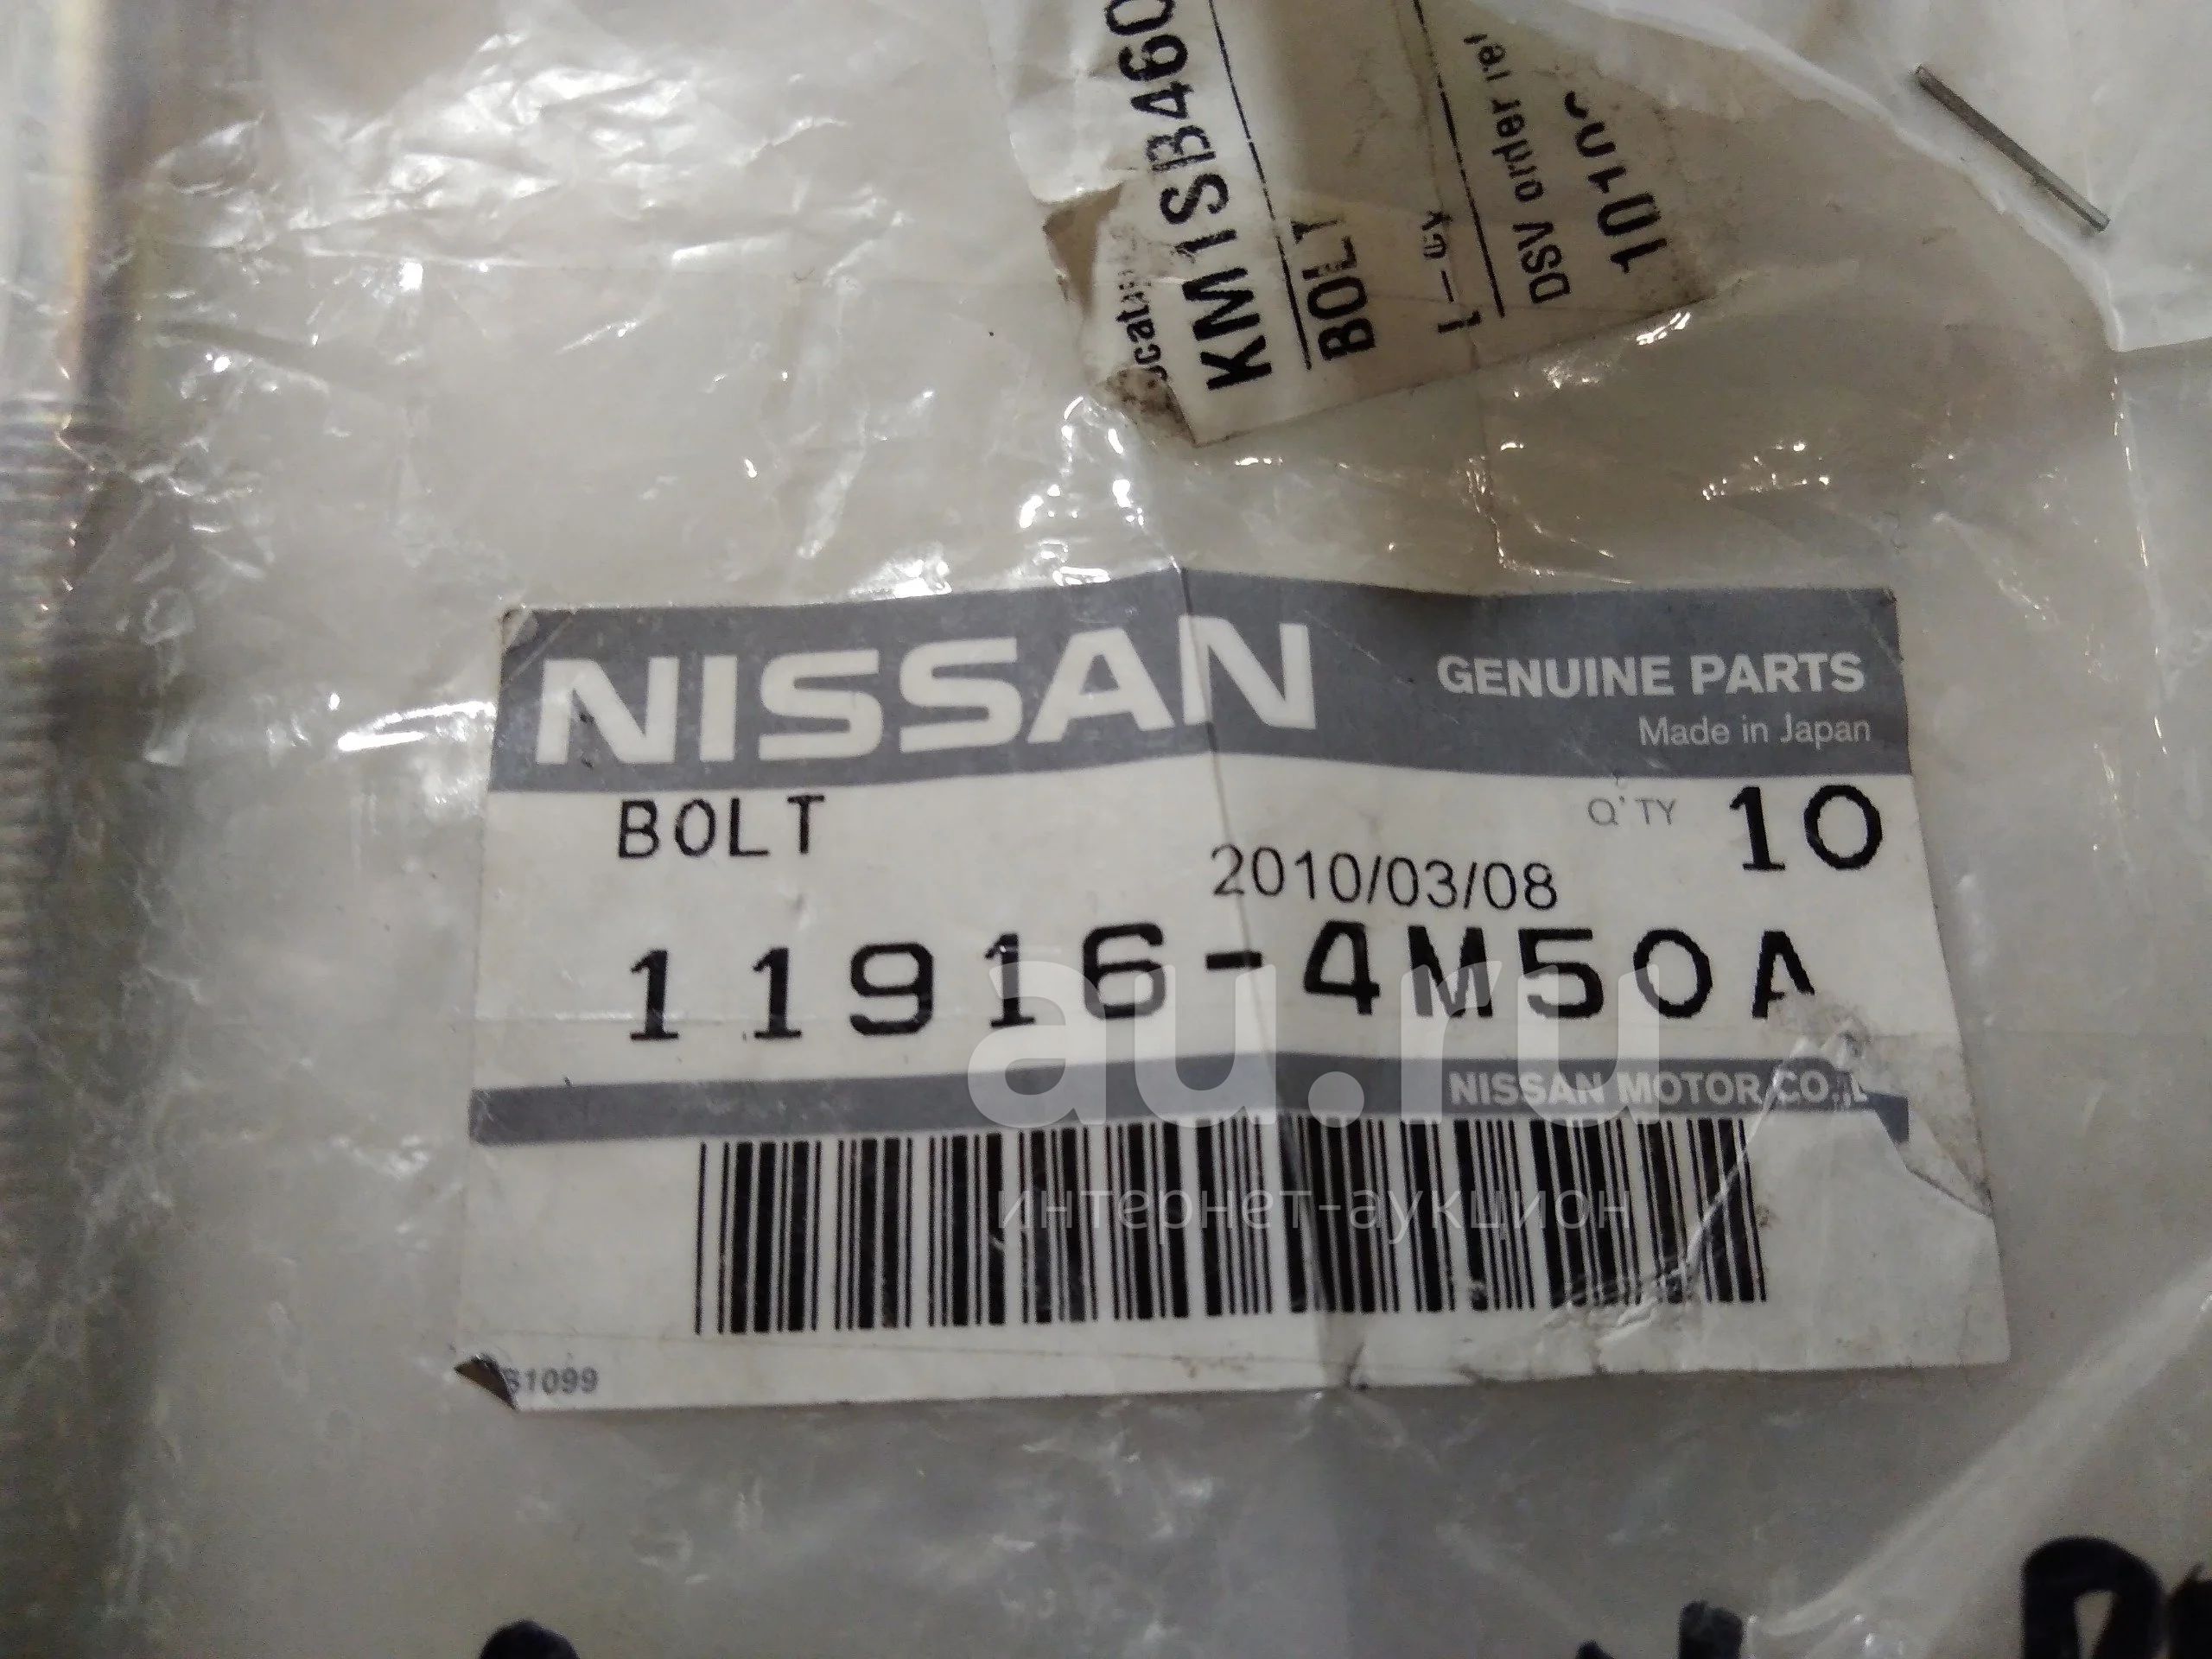 KM1SB460
BOLT
DSV order
NISSAN
GENUINE PARTS
Made in Japan
BOLT
Q'TY 10
2010/03/08
11916-4M50A
NISSAN MOTOR CO.,L
au.ru
интернет-аукцион